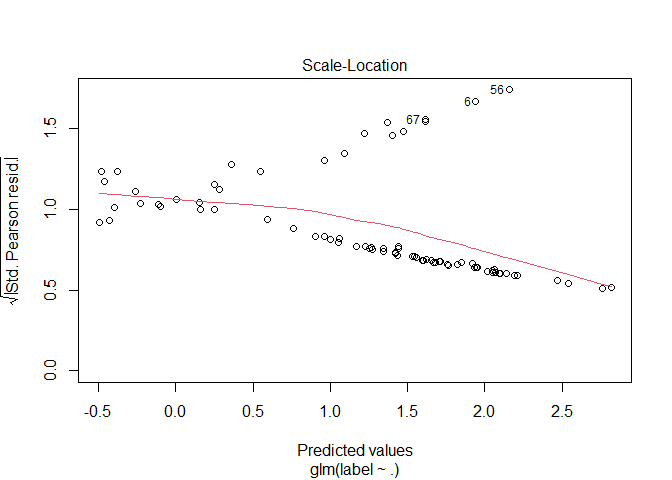 Scale-Location
√|Std. Pearson resid.|
0.0 0.5 1.0 1.5
56
6
67
-0.5 0.0 0.5 1.0 1.5 2.0 2.5
Predicted values
glm(label ~ .)